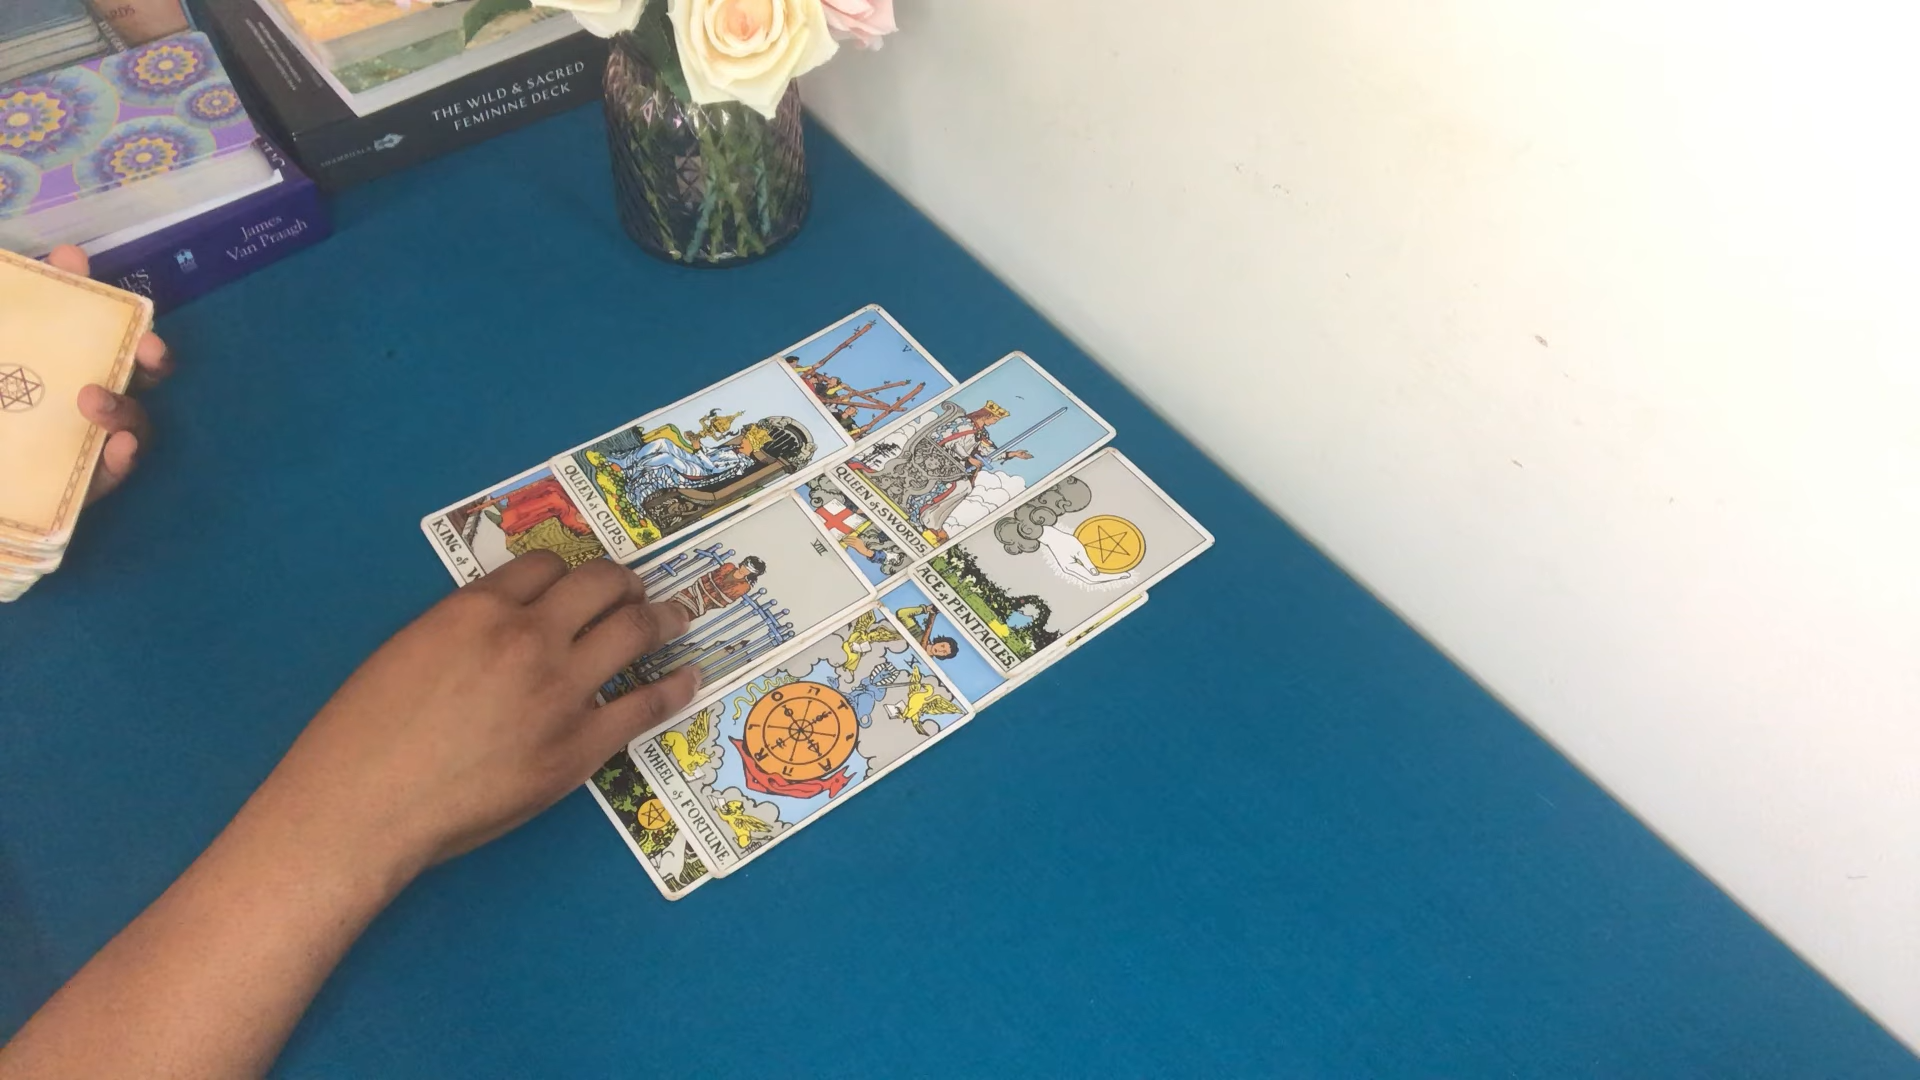 THE WILD & SACRED
FEMININE DECK
SHAMBHALA
James
Van Praagh
V
QUEEN of CUPS.
KING of W
QUEEN of SWORDS.
VIII
ACE of PENTACLES.
X
WHEEL of FORTUNE.